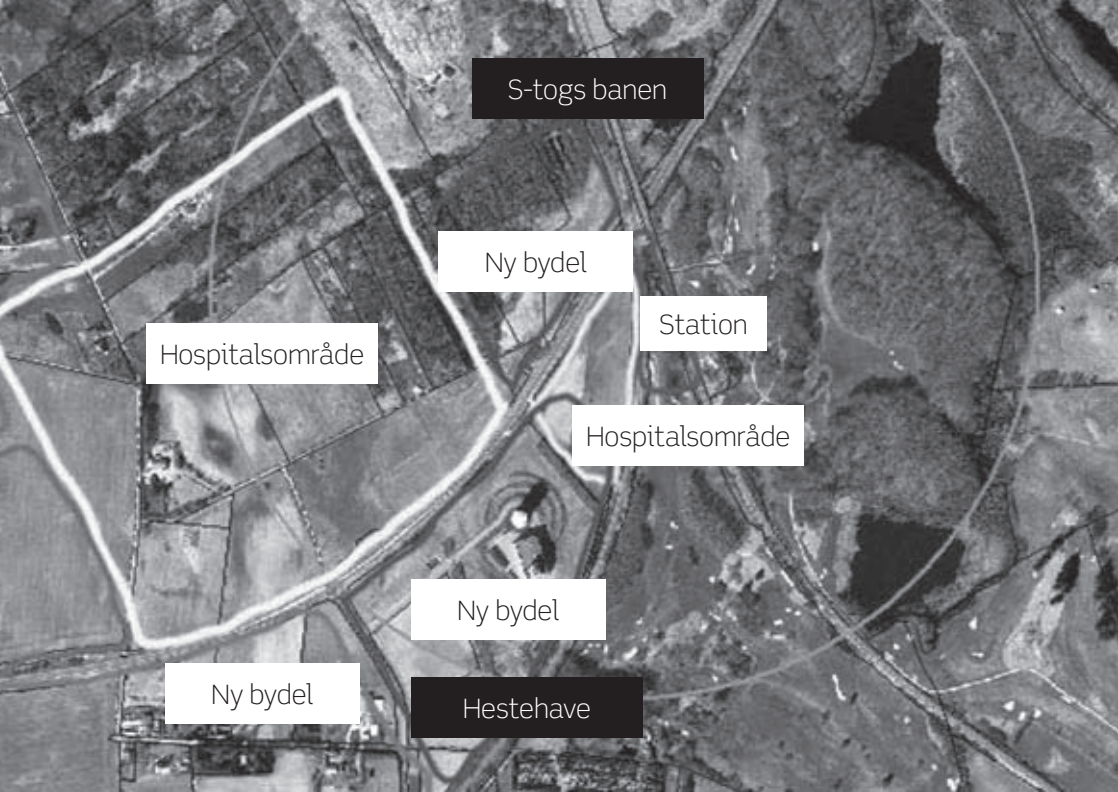 S-togs banen
Ny bydel
Station
Hospitalsområde
Hospitalsområde
Ny bydel
Ny bydel
Hestehave